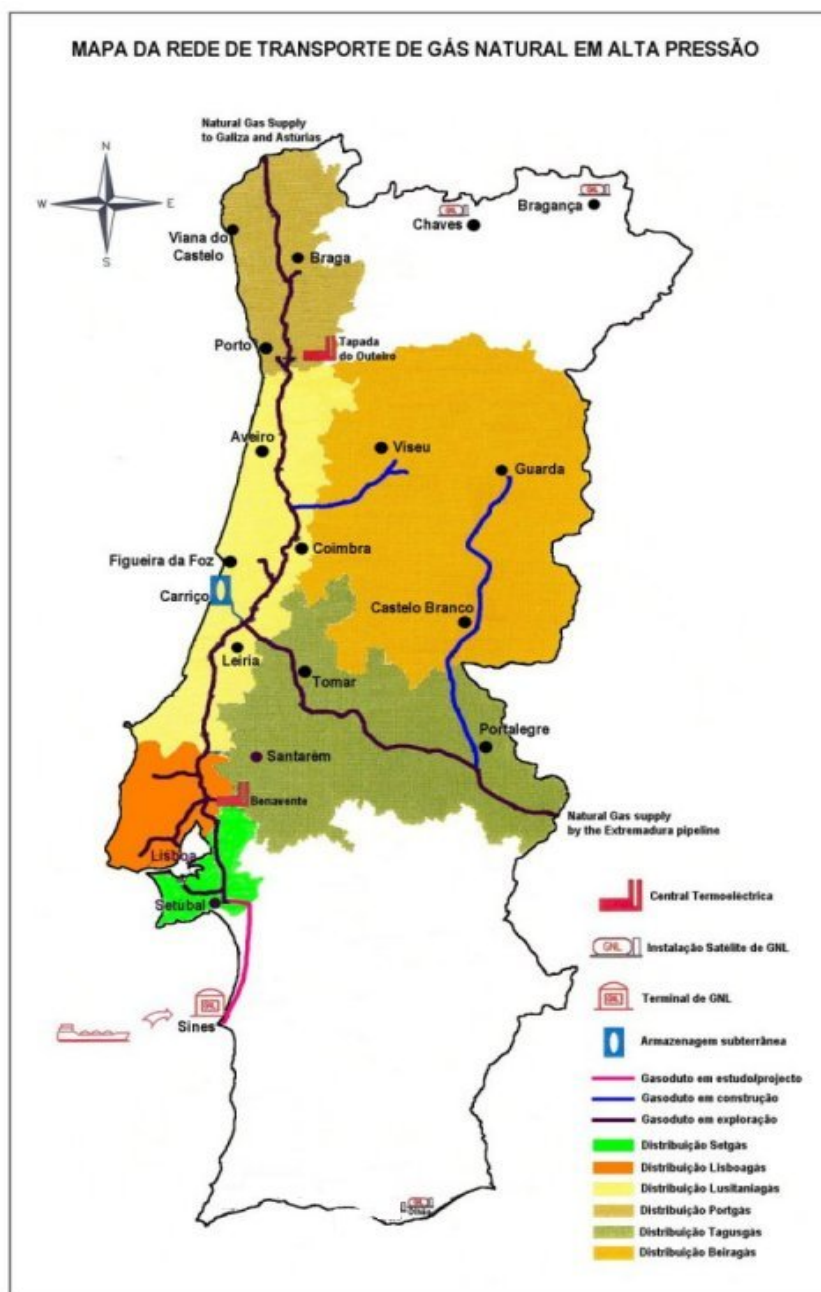 MAPA DA REDE DE TRANSPORTE DE GÁS NATURAL EM ALTA PRESSÃO
Natural Gas Supply
to Galiza and Astúrias
N
W
E
S
GNL
Bragança
GNL
Chaves
Viana do
Castelo
Braga
Porto
Tapada
do Outeiro
Aveiro
Viseu
Guarda
Coimbra
Figueira da Foz
Carriço
Castelo Branco
Leiria
Tomar
Portalegre
Santarém
Benavente
Natural Gas supply
by the Extremadura pipeline
Lisboa
Setúbal
GNL
Sines
GNL
Central Termoeléctrica
GNL
Instalação Satélite de GNL
GNL
Terminal de GNL
Armazenagem subterrânea
Gasoduto em estudo/projecto
Gasoduto em construção
Gasoduto em exploração
Distribuição Setgás
Distribuição Lisboagás
Distribuição Lusitaniagás
Distribuição Portgás
Distribuição Tagusgás
Distribuição Beiragás